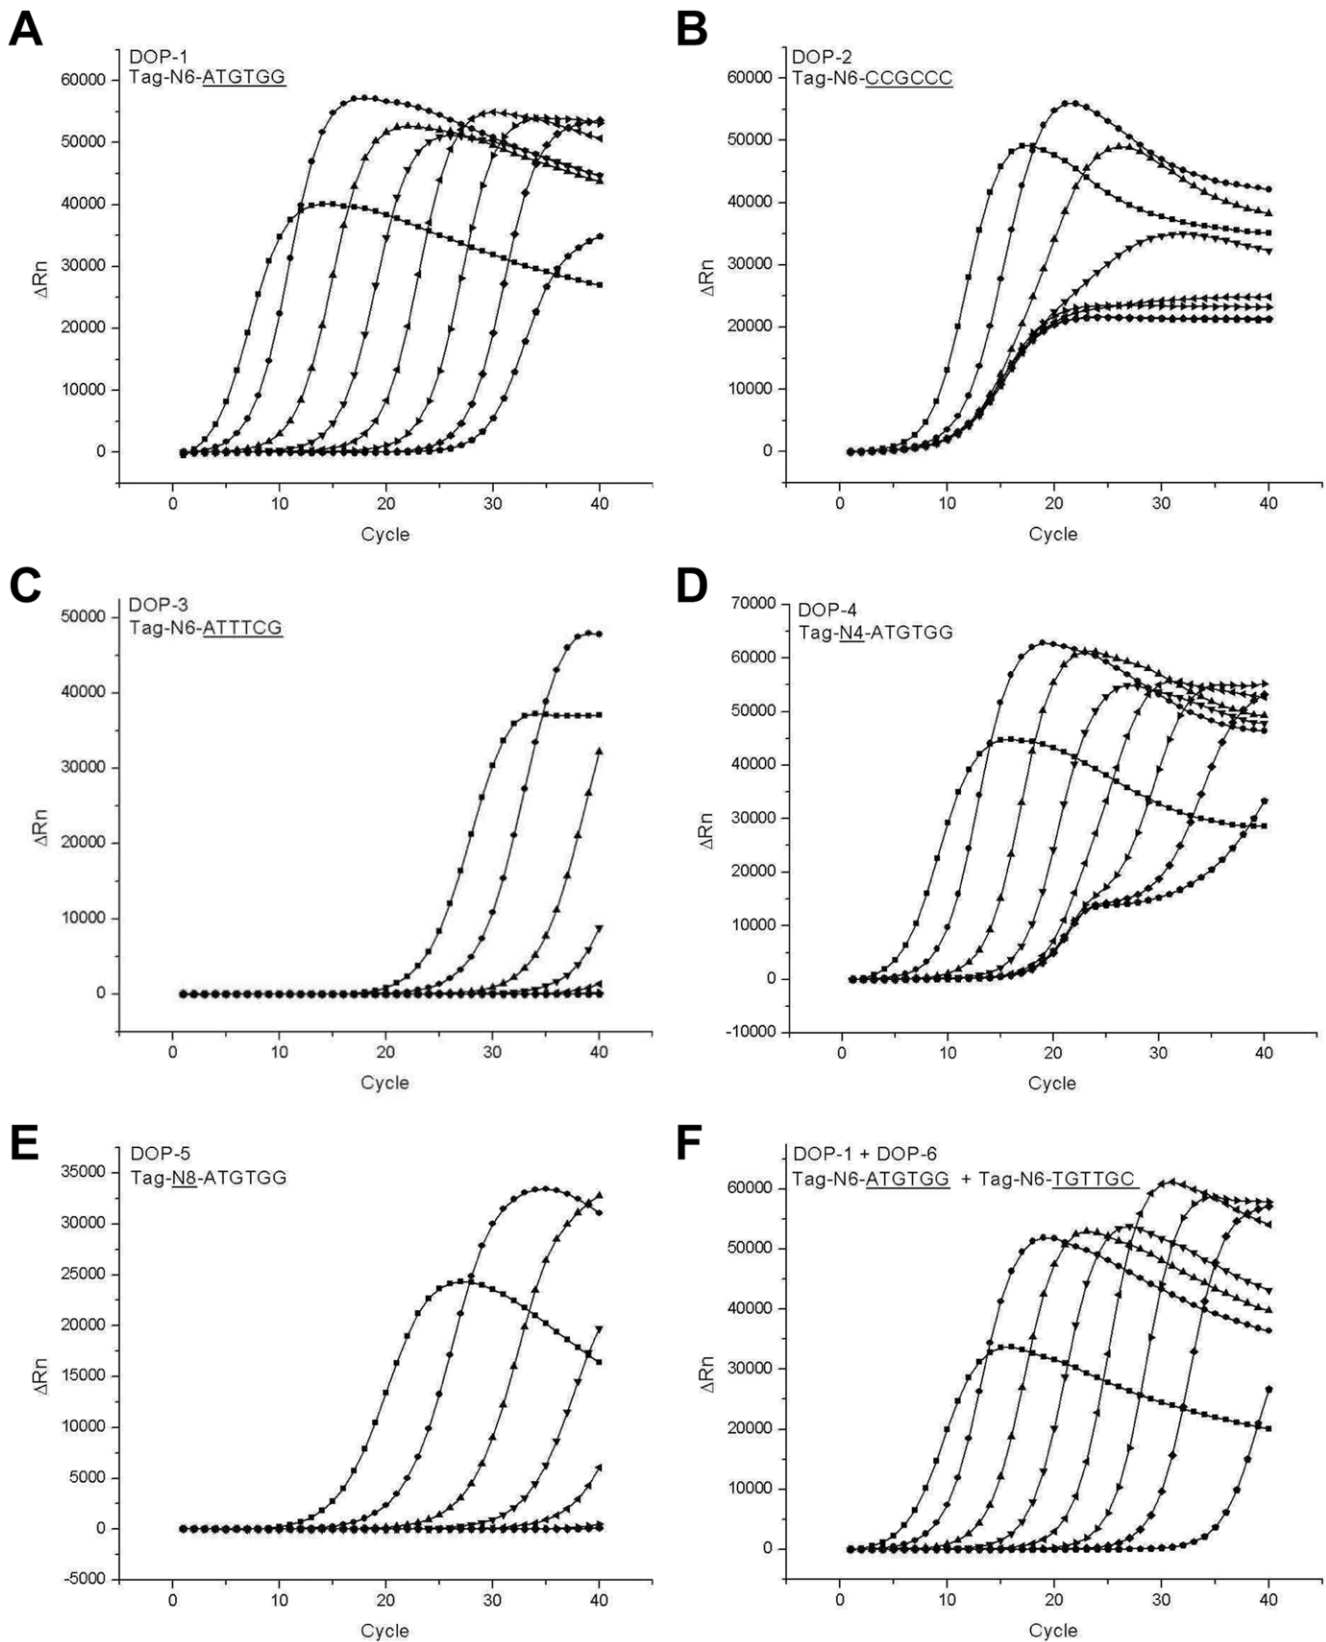 A
DOP-1
Tag-N6-ATGTGG
60000
50000
40000
30000
20000
10000
0
ΔRn
0 10 20 30 40
Cycle
B
DOP-2
Tag-N6-CCGCCC
60000
50000
40000
30000
20000
10000
0
ΔRn
0 10 20 30 40
Cycle
C
DOP-3
Tag-N6-ATTTCG
50000
40000
30000
20000
10000
0
ΔRn
0 10 20 30 40
Cycle
D
DOP-4
Tag-N4-ATGTGG
70000
60000
50000
40000
30000
20000
10000
0
-10000
ΔRn
0 10 20 30 40
Cycle
E
DOP-5
Tag-N8-ATGTGG
35000
30000
25000
20000
15000
10000
5000
0
-5000
ΔRn
0 10 20 30 40
Cycle
F
DOP-1 + DOP-6
Tag-N6-ATGTGG + Tag-N6-TGTTGC
60000
50000
40000
30000
20000
10000
0
ΔRn
0 10 20 30 40
Cycle